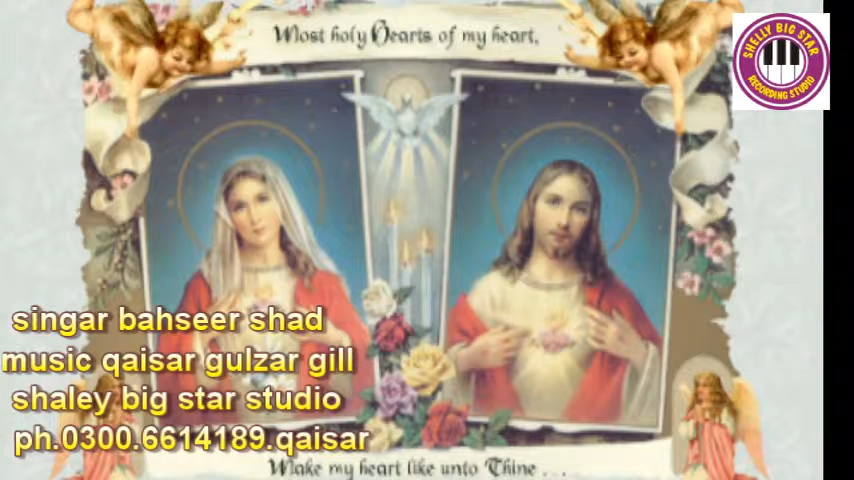 Most holy Hearts of my heart,
SHELLY BIG STAR
RECORDING STUDIO
singar bahseer shad
music qaisar gulzar gill
shaley big star studio
ph.0300.6614189.qaisar
Make my heart like unto Thine . . .